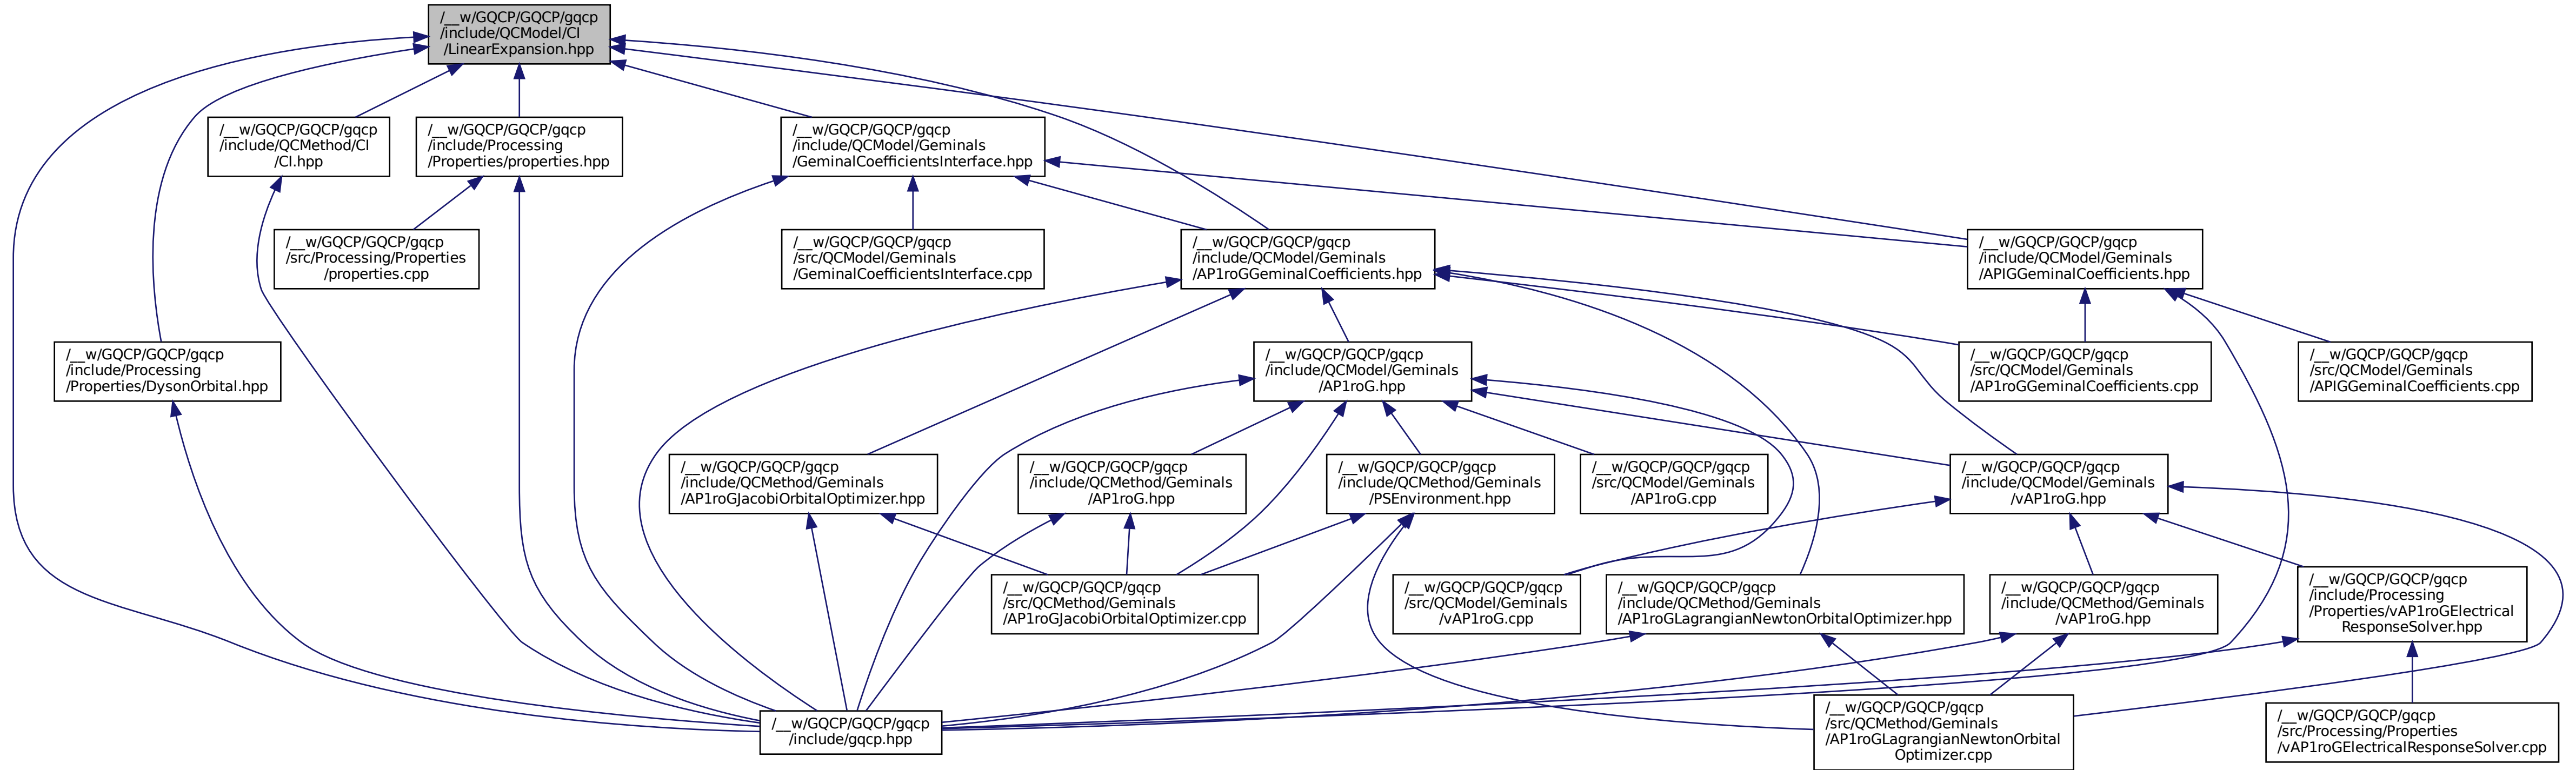 /__w/GQCP/GQCP/gqcp
/include/QCModel/CI
/LinearExpansion.hpp
/__w/GQCP/GQCP/gqcp
/include/QCMethod/CI
/CI.hpp
/__w/GQCP/GQCP/gqcp
/include/Processing
/Properties/properties.hpp
/__w/GQCP/GQCP/gqcp
/include/QCModel/Geminals
/GeminalCoefficientsInterface.hpp
/__w/GQCP/GQCP/gqcp
/src/Processing/Properties
/properties.cpp
/__w/GQCP/GQCP/gqcp
/src/QCModel/Geminals
/GeminalCoefficientsInterface.cpp
/__w/GQCP/GQCP/gqcp
/include/QCModel/Geminals
/AP1roGGeminalCoefficients.hpp
/__w/GQCP/GQCP/gqcp
/include/QCModel/Geminals
/APIGGeminalCoefficients.hpp
/__w/GQCP/GQCP/gqcp
/include/Processing
/Properties/DysonOrbital.hpp
/__w/GQCP/GQCP/gqcp
/include/QCModel/Geminals
/AP1roG.hpp
/__w/GQCP/GQCP/gqcp
/src/QCModel/Geminals
/AP1roGGeminalCoefficients.cpp
/__w/GQCP/GQCP/gqcp
/src/QCModel/Geminals
/APIGGeminalCoefficients.cpp
/__w/GQCP/GQCP/gqcp
/include/QCMethod/Geminals
/AP1roGJacobiOrbitalOptimizer.hpp
/__w/GQCP/GQCP/gqcp
/include/QCMethod/Geminals
/AP1roG.hpp
/__w/GQCP/GQCP/gqcp
/include/QCMethod/Geminals
/PSEnvironment.hpp
/__w/GQCP/GQCP/gqcp
/src/QCModel/Geminals
/AP1roG.cpp
/__w/GQCP/GQCP/gqcp
/include/QCModel/Geminals
/vAP1roG.hpp
/__w/GQCP/GQCP/gqcp
/src/QCMethod/Geminals
/AP1roGJacobiOrbitalOptimizer.cpp
/__w/GQCP/GQCP/gqcp
/src/QCModel/Geminals
/vAP1roG.cpp
/__w/GQCP/GQCP/gqcp
/include/QCMethod/Geminals
/AP1roGLagrangianNewtonOrbitalOptimizer.hpp
/__w/GQCP/GQCP/gqcp
/include/QCMethod/Geminals
/vAP1roG.hpp
/__w/GQCP/GQCP/gqcp
/include/Processing
/Properties/vAP1roGElectrical
ResponseSolver.hpp
/__w/GQCP/GQCP/gqcp
/include/gqcp.hpp
/__w/GQCP/GQCP/gqcp
/src/QCMethod/Geminals
/AP1roGLagrangianNewtonOrbital
Optimizer.cpp
/__w/GQCP/GQCP/gqcp
/src/Processing/Properties
/vAP1roGElectricalResponseSolver.cpp